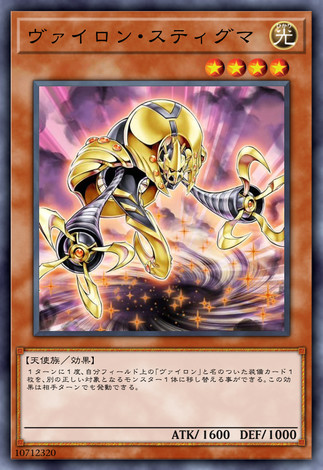 ヴァイロン・スティグマ
光
【天使族／効果】
１ターンに１度、自分フィールド上の「ヴァイロン」と名のついた装備カード１
枚を、別の正しい対象となるモンスター１体に移し替える事ができる。この効
果は相手ターンでも発動できる。
ATK/ 1600 DEF/1000
10712320